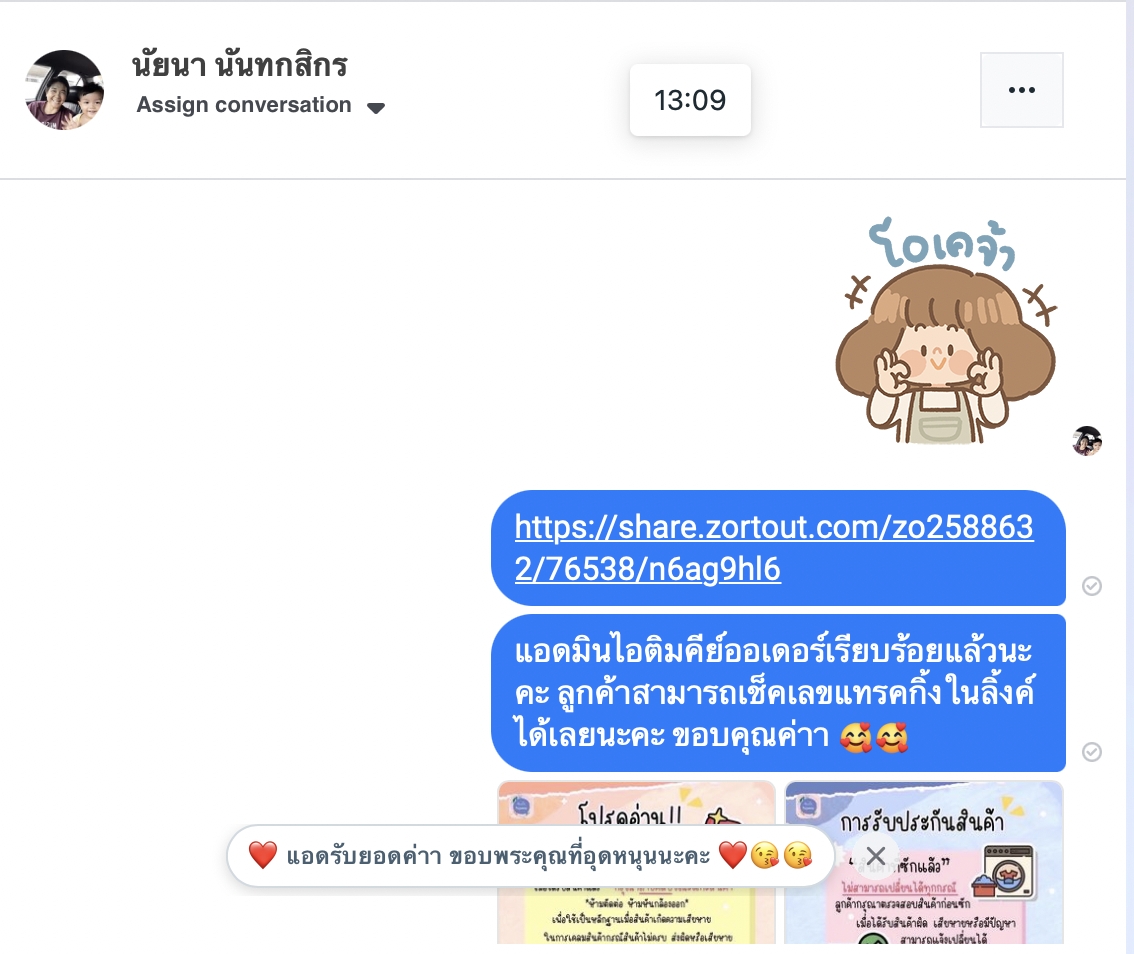 นัยนา นันทกสิกร
Assign conversation
13:09
โอเคจ้า
https://share.zortout.com/zo258863
2/76538/n6ag9hl6
แอดมินไอติมคีย์ออเดอร์เรียบร้อยแล้วนะ
คะ ลูกค้าสามารถเช็คเลขแทรคกิ้งในลิ้งค์
ได้เลยนะคะ ขอบคุณค่าา 🥰🥰
โปรดอ่าน!!
❤️ แอดรับยอดค่าา ขอบพระคุณที่อุดหนุนนะคะ ❤️😘😘
"ห้ามตัดต่อ ห้ามหันกล้องออก"
เพื่อใช้เป็นหลักฐานเมื่อสินค้าเกิดความเสียหาย
ในการเคลมสินค้ากรณีสินค้าไม่ครบ ส่งผิดหรือเสียหาย
การรับประกันสินค้า
ซักแล้ว"
ไม่สามารถเปลี่ยนได้ทุกกรณี
ลูกค้ากรุณาตรวจสอบสินค้าก่อนซัก
เมื่อได้รับสินค้าผิด เสียหายหรือมีปัญหา
สามารถแจ้งเปลี่ยนได้